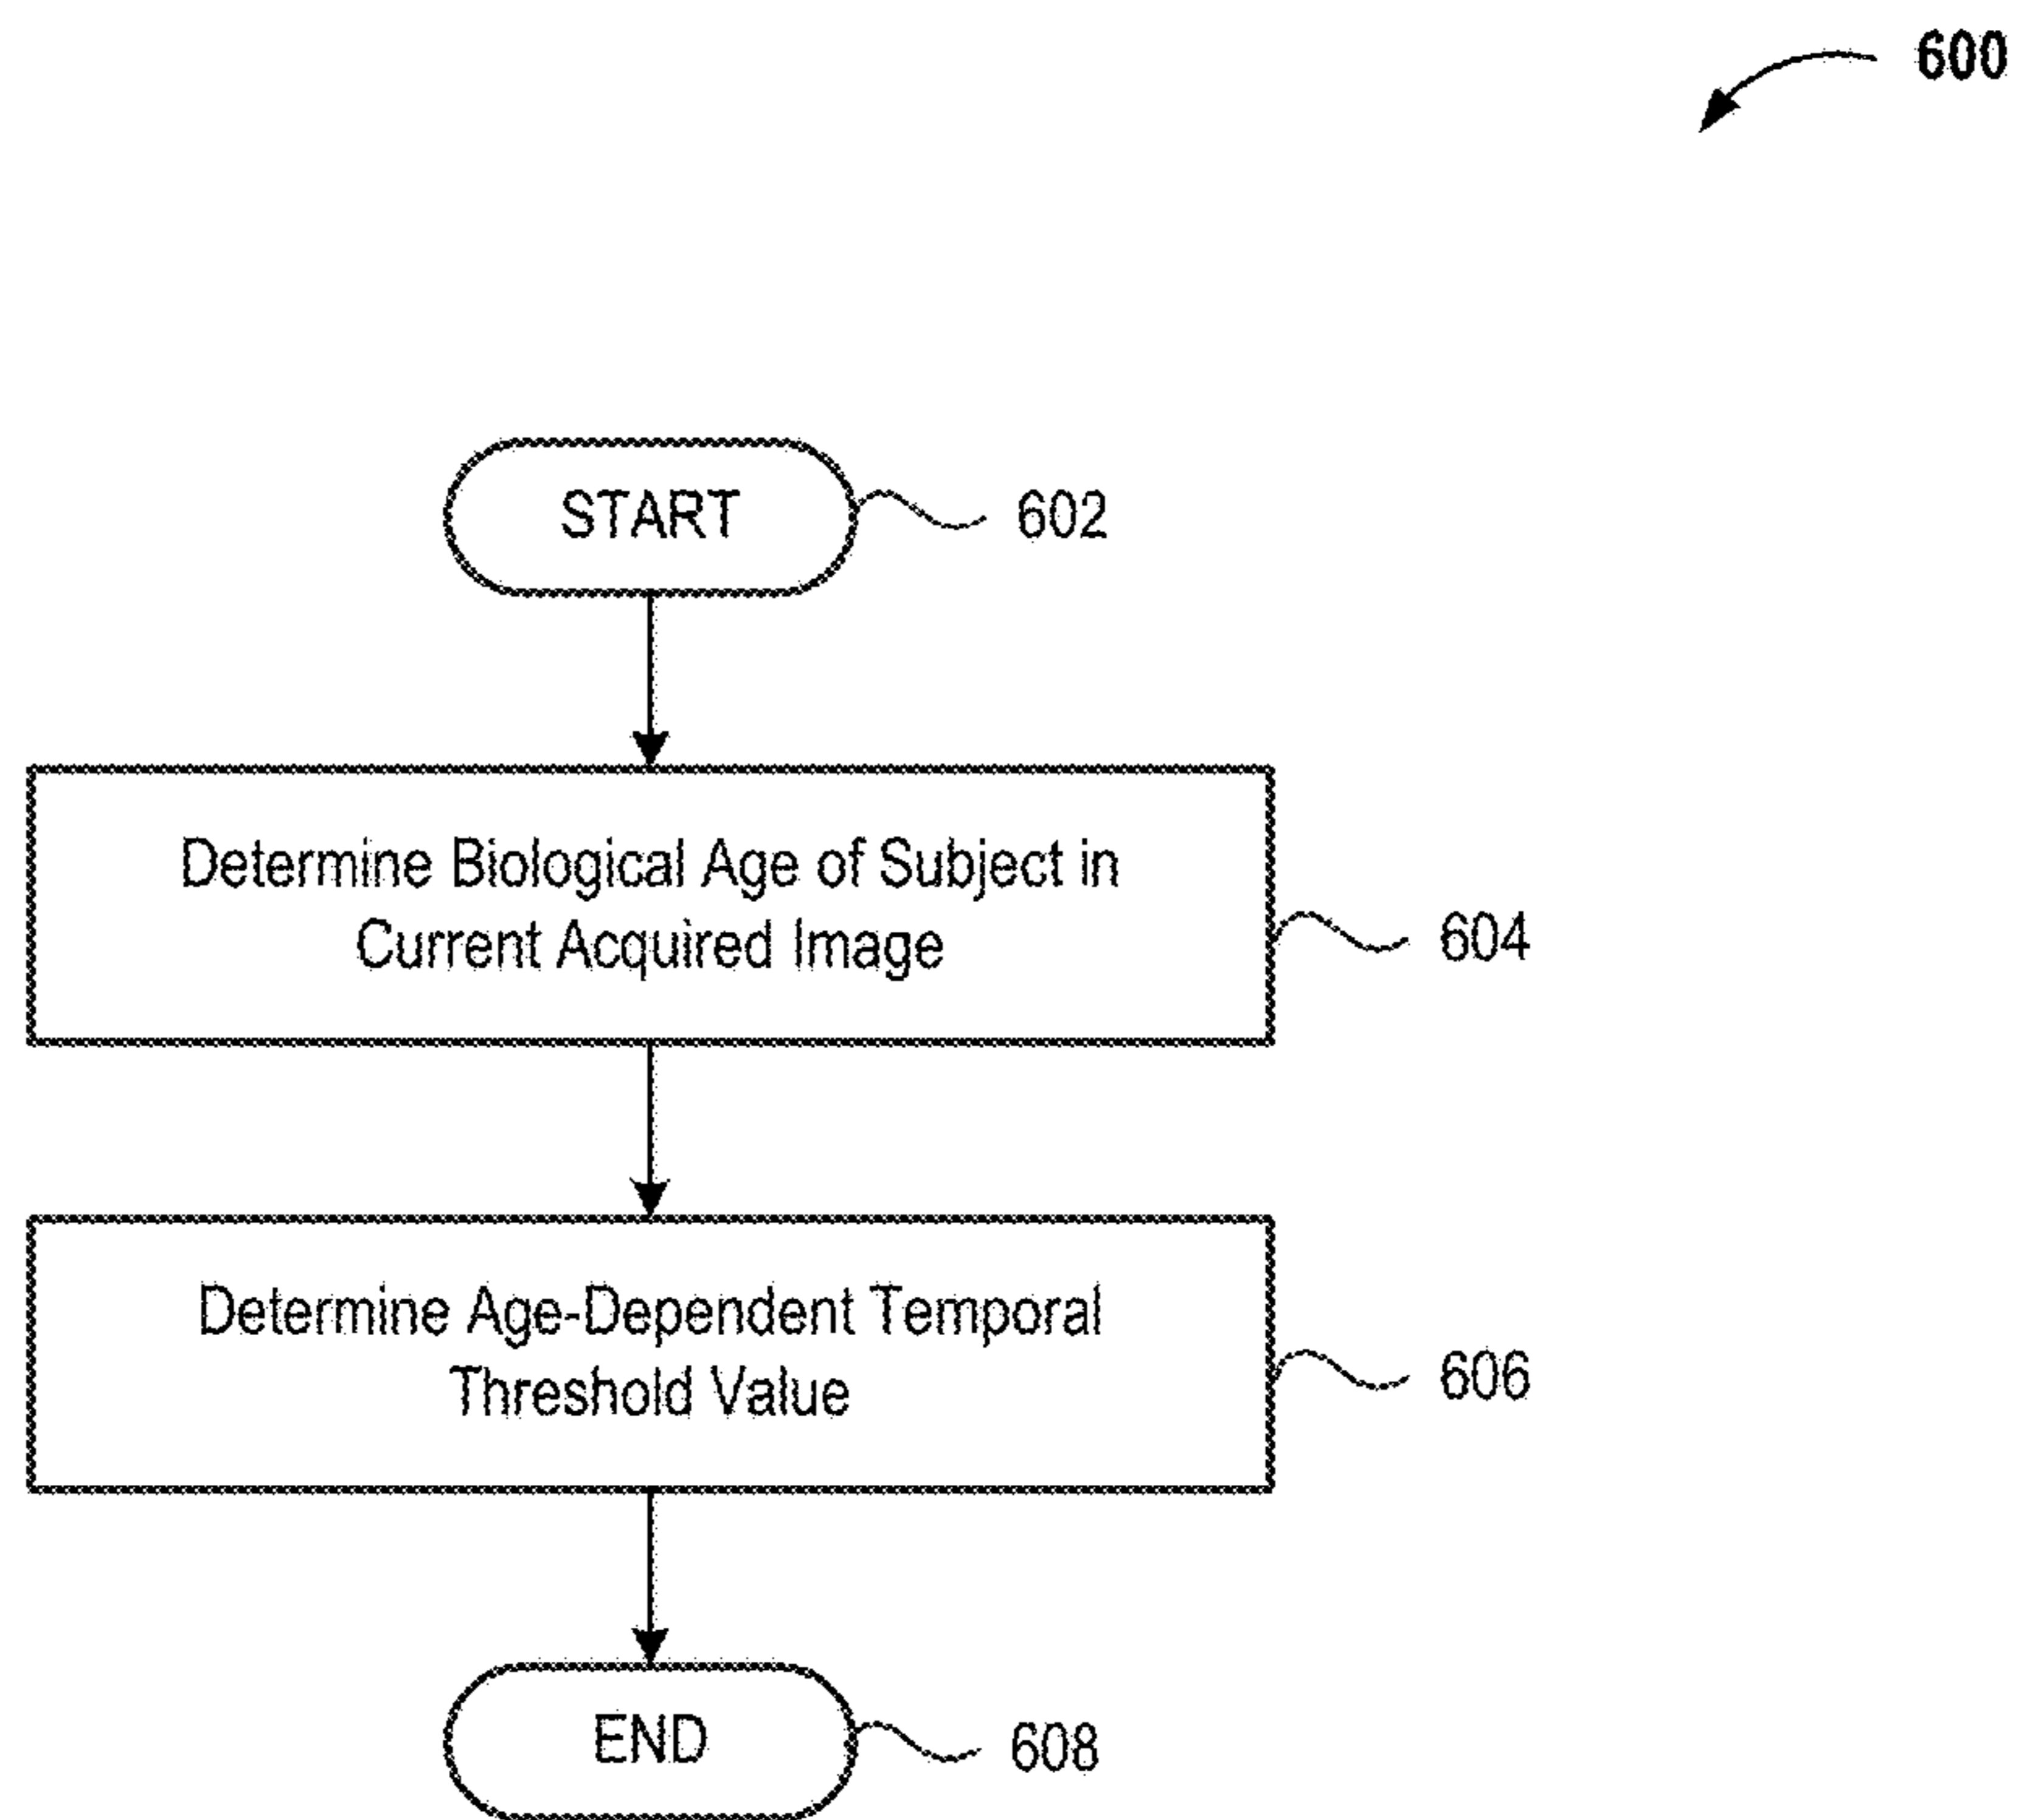 600
START
602
Determine Biological Age of Subject in
Current Acquired Image
604
Determine Age-Dependent Temporal
Threshold Value
606
END
608